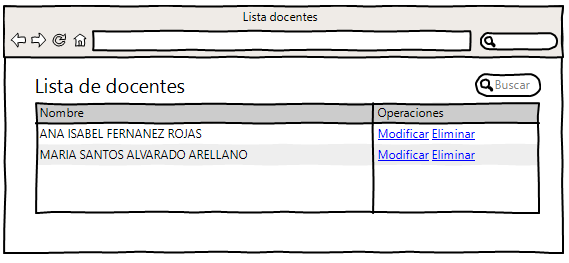 Lista docentes
Lista de docentes
Buscar
Nombre Operaciones
ANA ISABEL FERNANEZ ROJAS Modificar Eliminar
MARIA SANTOS ALVARADO ARELLANO Modificar Eliminar